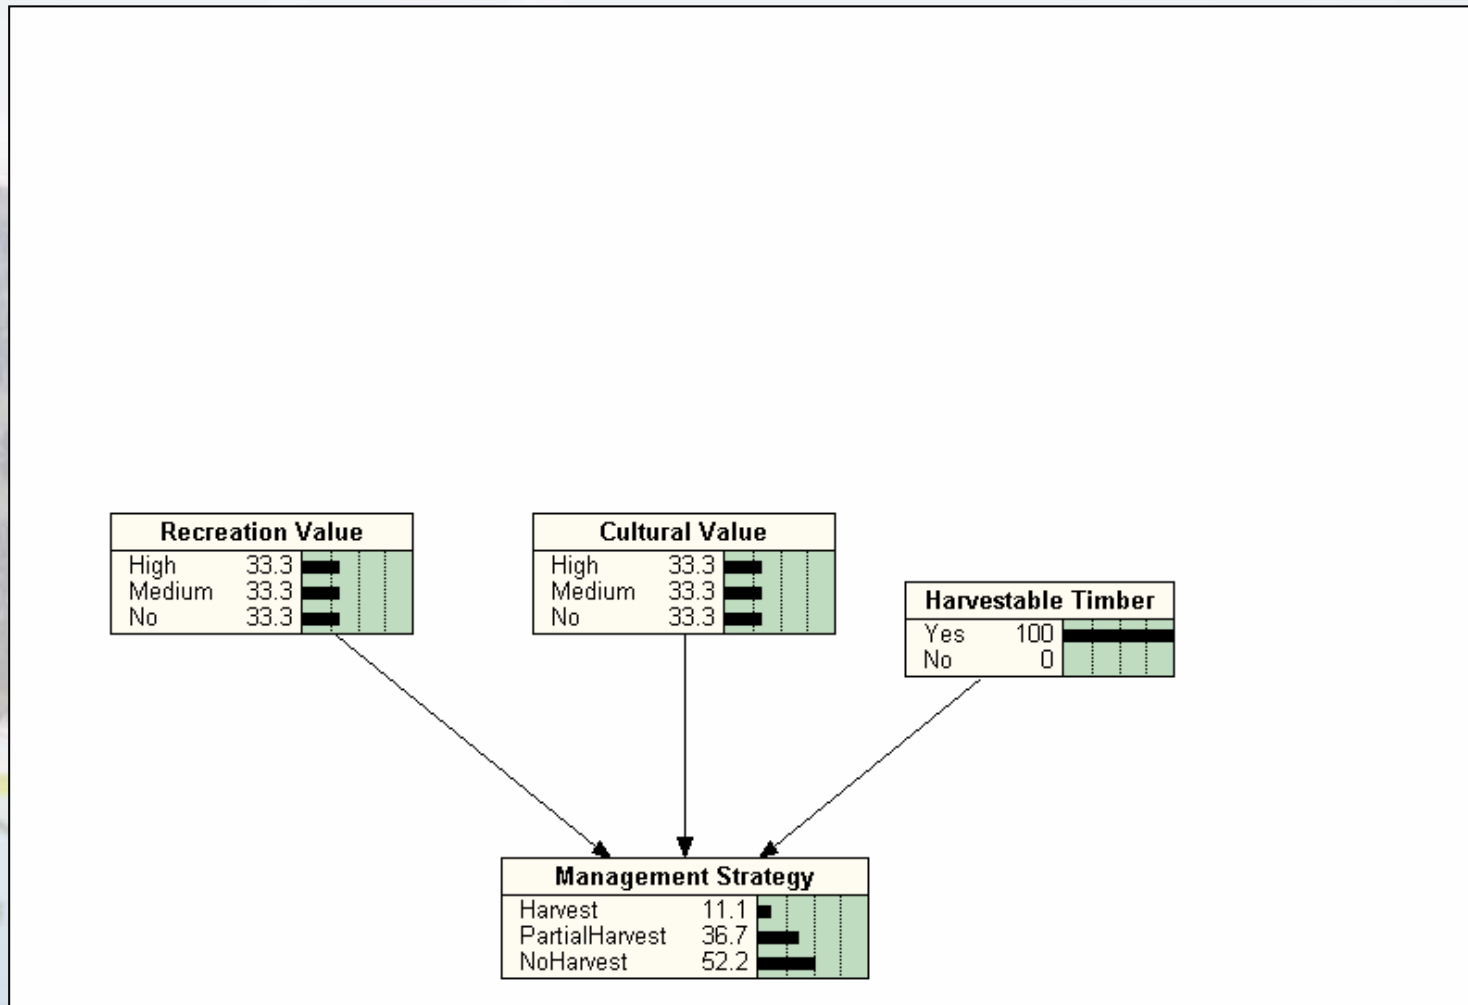 Recreation Value
High 33.3
Medium 33.3
No 33.3
Cultural Value
High 33.3
Medium 33.3
No 33.3
Harvestable Timber
Yes 100
No 0
Management Strategy
Harvest 11.1
PartialHarvest 36.7
NoHarvest 52.2